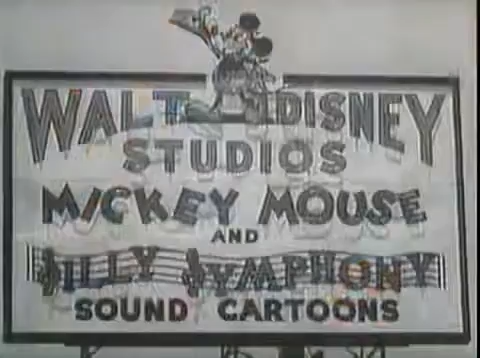 WALT DISNEY
STUDIOS
MICKEY MOUSE
AND
SILLY SYMPHONY
SOUND CARTOONS